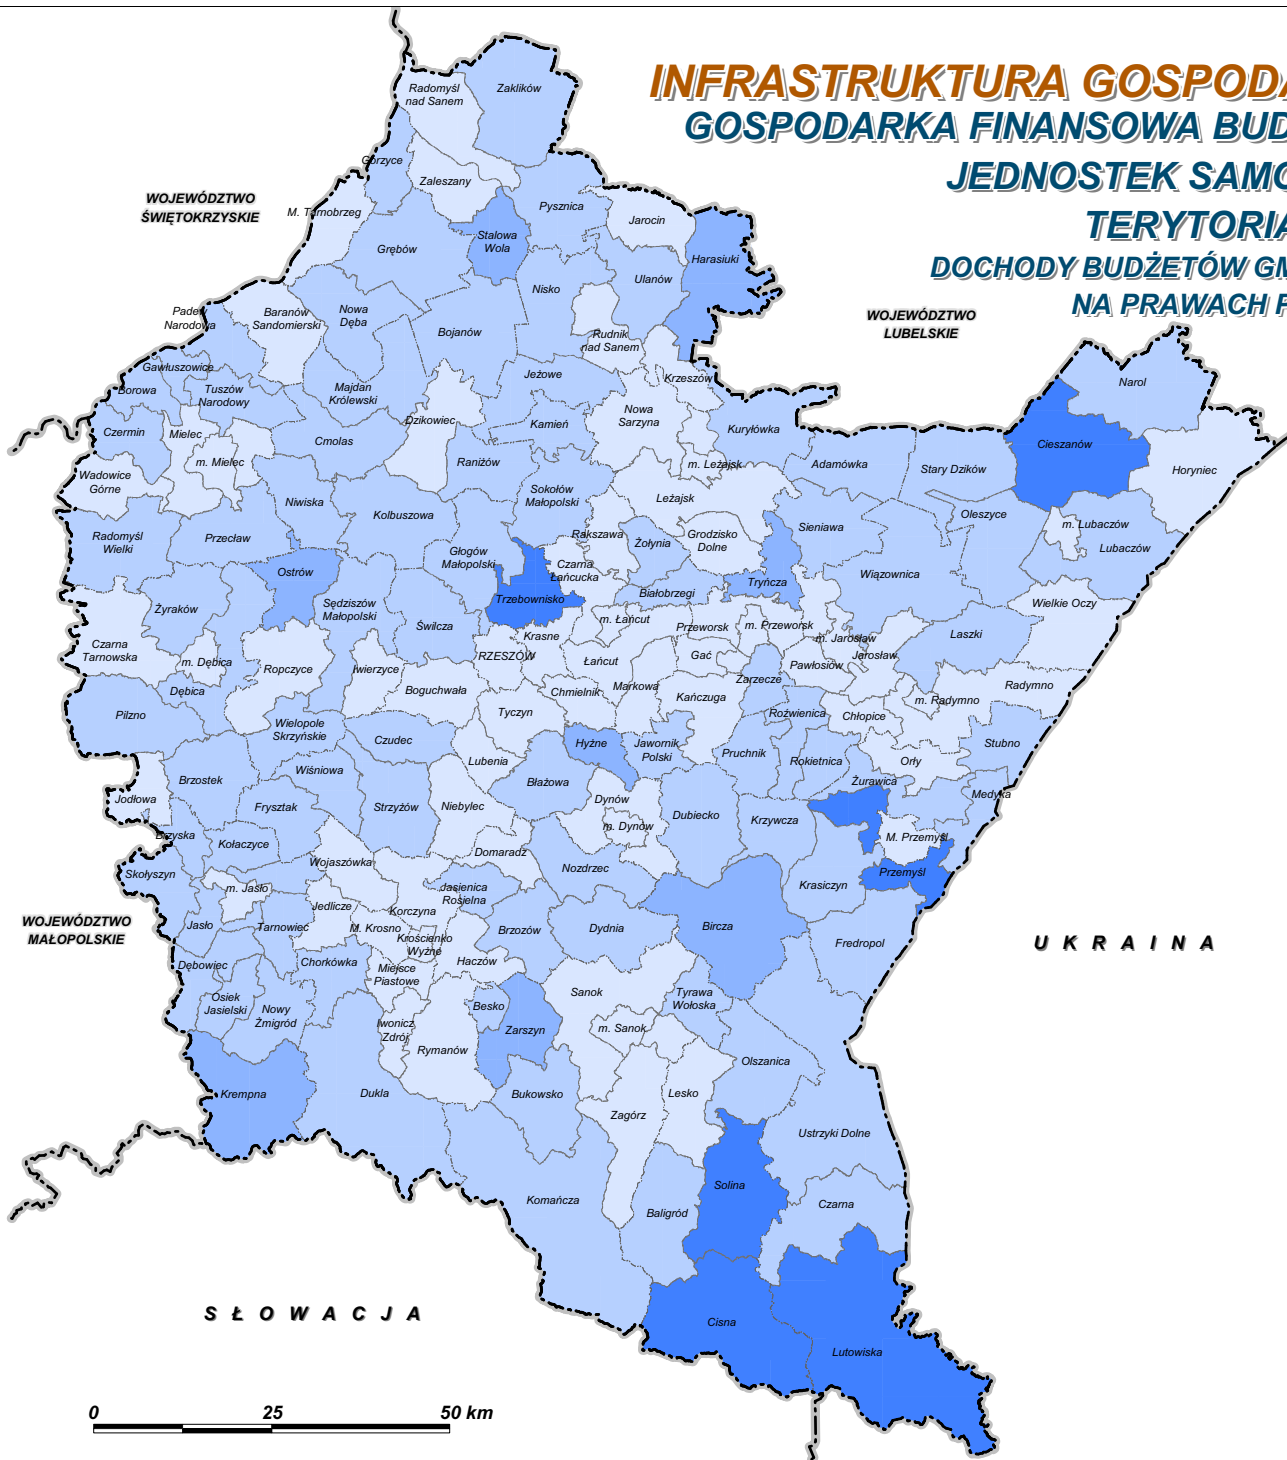 INFRASTRUKTURA GOSPODA
GOSPODARKA FINANSOWA BUD
JEDNOSTEK SAMO
TERYTORIA
DOCHODY BUDŻETÓW GM
NA PRAWACH P
WOJEWÓDZTWO
ŚWIĘTOKRZYSKIE
WOJEWÓDZTWO
LUBELSKIE
WOJEWÓDZTWO
MAŁOPOLSKIE
U K R A I N A
S Ł O W A C J A
Radomyśl
nad Sanem
Zaklików
Gorzyce
Zaleszany
M. Tarnobrzeg
Pysznica
Jarocin
Stalowa
Wola
Grębów
Harasiuki
Ulanów
Nisko
Padew
Narodowa
Baranów
Sandomierski
Nowa
Dęba
Bojanów
Rudnik
nad Sanem
Gawłuszowice
Borowa
Tuszów
Narodowy
Majdan
Królewski
Jeżowe
Krzeszów
Narol
Czermin
Mielec
m. Mielec
Cmolas
Dzikowiec
Kamień
Nowa
Sarzyna
Kuryłówka
Cieszanów
Wadowice
Górne
Raniżów
m. Leżajsk
Adamówka
Stary Dzików
Horyniec
Niwiska
Kolbuszowa
Sokołów
Małopolski
Leżajsk
Oleszyce
m. Lubaczów
Lubaczów
Radomyśl
Wielki
Przecław
Głogów
Małopolski
Rakszawa
Żołynia
Grodzisko
Dolne
Sieniawa
Ostrów
Czarna
Łańcucka
Tryńcza
Wiązownica
Żyraków
Sędziszów
Małopolski
Trzebownisko
Białobrzegi
Wielkie Oczy
Świlcza
Krasne
m. Łańcut
Przeworsk
m. Przeworsk
m. Jarosław
Jarosław
Laszki
Czarna
Tarnowska
m. Dębica
Ropczyce
Iwierzyce
RZESZÓW
Łańcut
Gać
Pawłosiów
Dębica
Boguchwała
Chmielnik
Markowa
Kańczuga
Zarzecze
Radymno
m. Radymno
Pilzno
Wielopole
Skrzyńskie
Czudec
Tyczyn
Roźwienica
Chłopice
Lubenia
Hyżne
Jawornik
Polski
Pruchnik
Rokietnica
Orły
Stubno
Brzostek
Wiśniowa
Błażowa
Żurawica
Medyka
Jodłowa
Frysztak
Strzyżów
Niebylec
Dynów
m. Dynów
Dubiecko
Krzywcza
Brzyska
Kołaczyce
M. Przemyśl
Domaradz
Nozdrzec
Skołyszyn
Wojaszówka
Krasiczyn
Przemyśl
m. Jasło
Jasienica
Rosielna
Jedlicze
Korczyna
Jasło
Tarnowiec
M. Krosno
Krościenko
Wyżne
Brzozów
Dydnia
Bircza
Fredropol
Dębowiec
Chorkówka
Miejsce
Piastowe
Haczów
Osiek
Jasielski
Nowy
Żmigród
Iwonicz
Zdrój
Besko
Sanok
Tyrawa
Wołoska
Zarszyn
m. Sanok
Rymanów
Olszanica
Krempna
Dukla
Bukowsko
Zagórz
Lesko
Ustrzyki Dolne
Komańcza
Baligród
Solina
Czarna
Cisna
Lutowiska
0 25 50 km